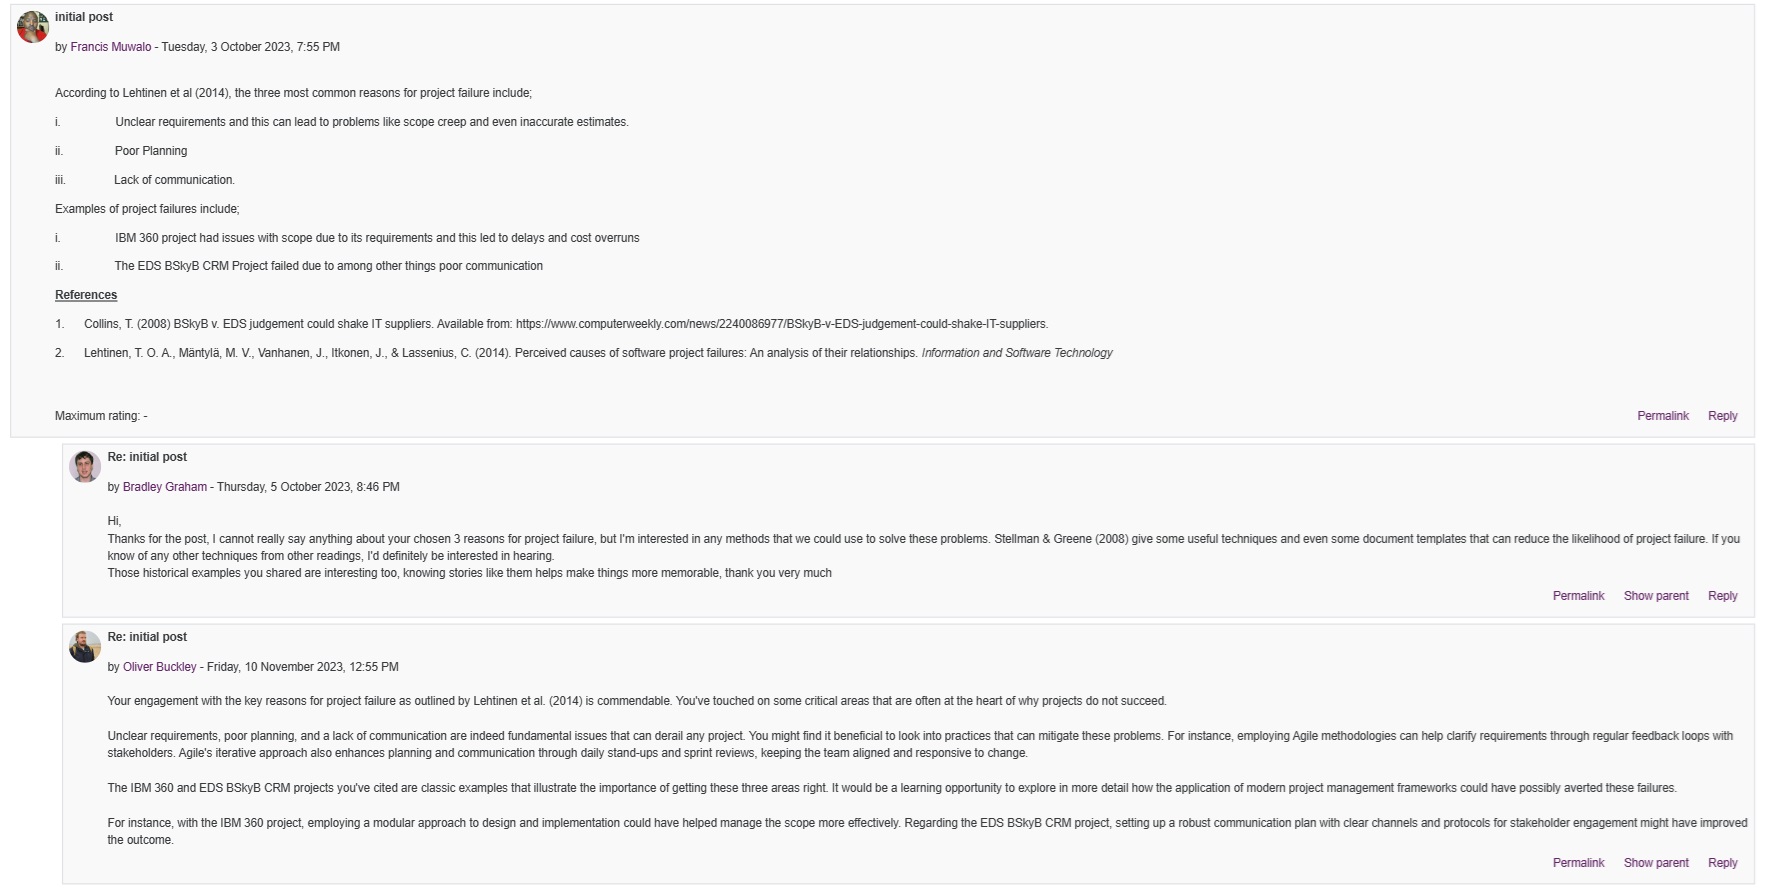 initial post
by Francis Muwalo - Tuesday, 3 October 2023, 7:55 PM
According to Lehtinen et al (2014), the three most common reasons for project failure include;
i. Unclear requirements and this can lead to problems like scope creep and even inaccurate estimates.
ii. Poor Planning
iii. Lack of communication.
Examples of project failures include;
i. IBM 360 project had issues with scope due to its requirements and this led to delays and cost overruns
ii. The EDS BSkyB CRM Project failed due to among other things poor communication
References
1. Collins, T. (2008) BSkyB v. EDS judgement could shake IT suppliers. Available from: https://www.computerweekly.com/news/2240086977/BSkyB-v-EDS-judgement-could-shake-IT-suppliers.
2. Lehtinen, T. O. A., Mäntylä, M. V., Vanhanen, J., Itkonen, J., & Lassenius, C. (2014). Perceived causes of software project failures: An analysis of their relationships. Information and Software Technology
Maximum rating: -
Permalink Reply
Re: initial post
by Bradley Graham - Thursday, 5 October 2023, 8:46 PM
Hi,
Thanks for the post, I cannot really say anything about your chosen 3 reasons for project failure, but I'm interested in any methods that we could use to solve these problems. Stellman & Greene (2008) give some useful techniques and even some document templates that can reduce the likelihood of project failure. If you
know of any other techniques from other readings, I'd definitely be interested in hearing.
Those historical examples you shared are interesting too, knowing stories like them helps make things more memorable, thank you very much
Permalink Show parent Reply
Re: initial post
by Oliver Buckley - Friday, 10 November 2023, 12:55 PM
Your engagement with the key reasons for project failure as outlined by Lehtinen et al. (2014) is commendable. You've touched on some critical areas that are often at the heart of why projects do not succeed.
Unclear requirements, poor planning, and a lack of communication are indeed fundamental issues that can derail any project. You might find it beneficial to look into practices that can mitigate these problems. For instance, employing Agile methodologies can help clarify requirements through regular feedback loops with
stakeholders. Agile's iterative approach also enhances planning and communication through daily stand-ups and sprint reviews, keeping the team aligned and responsive to change.
The IBM 360 and EDS BSkyB CRM projects you've cited are classic examples that illustrate the importance of getting these three areas right. It would be a learning opportunity to explore in more detail how the application of modern project management frameworks could have possibly averted these failures.
For instance, with the IBM 360 project, employing a modular approach to design and implementation could have helped manage the scope more effectively. Regarding the EDS BSkyB CRM project, setting up a robust communication plan with clear channels and protocols for stakeholder engagement might have improved
the outcome.
Permalink Show parent Reply